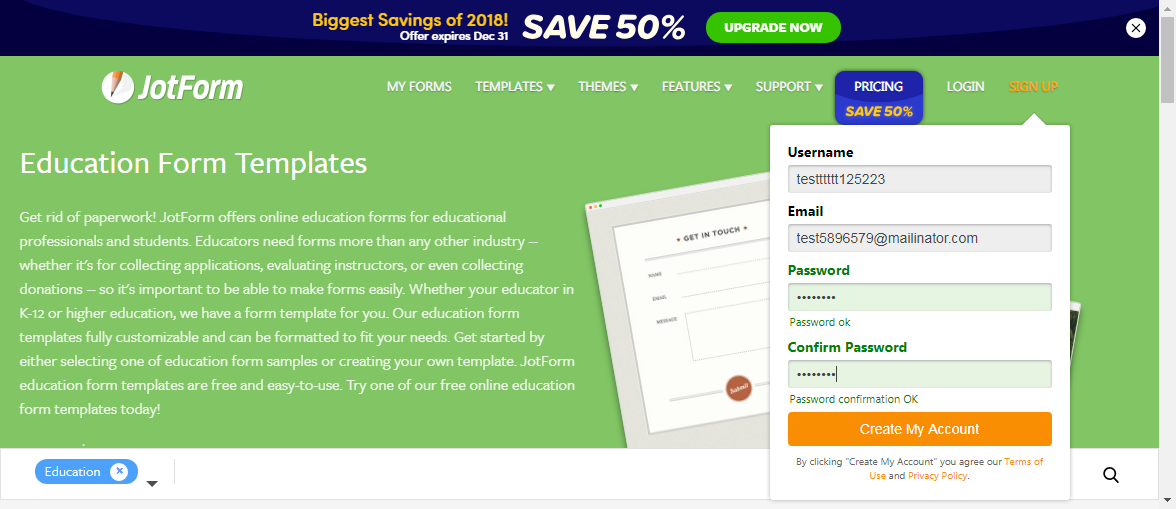 Biggest Savings of 2018!
Offer expires Dec 31
SAVE 50%
UPGRADE NOW
JotForm
MY FORMS TEMPLATES THEMES FEATURES SUPPORT PRICING LOGIN SIGN UP
SAVE 50%
Education Form Templates
Get rid of paperwork! JotForm offers online education forms for educational
professionals and students. Educators need forms more than any other industry --
whether it's for collecting applications, evaluating instructors, or even collecting
donations -- so it's important to be able to make forms easily. Whether your educator in
K-12 or higher education, we have a form template for you. Our education form
templates fully customizable and can be formatted to fit your needs. Get started by
either selecting one of education form samples or creating your own template. JotForm
education form templates are free and easy-to-use. Try one of our free online education
form templates today!
GET IN TOUCH
NAME
EMAIL
MESSAGE
Submit
Username
testttttt125223
Email
test5896579@mailinator.com
Password
••••••••
Password ok
Confirm Password
••••••••
Password confirmation OK
Create My Account
By clicking "Create My Account" you agree our Terms of
Use and Privacy Policy.
Education